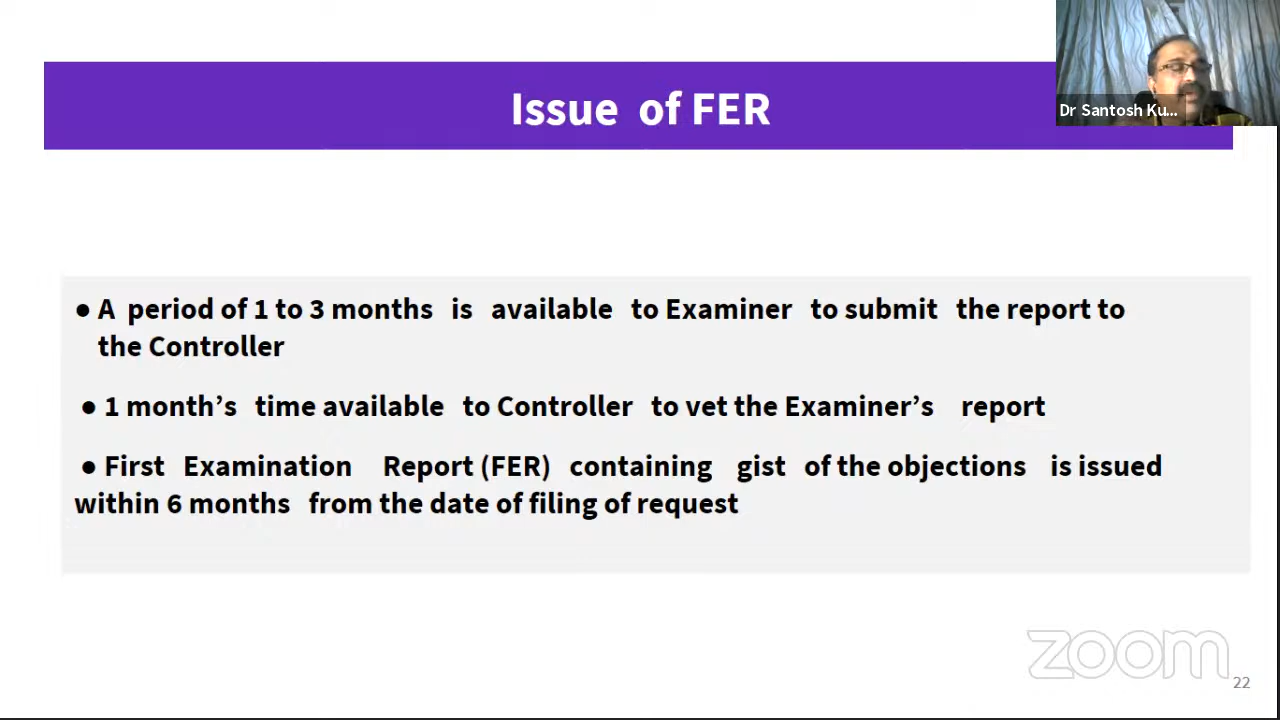 Issue of FER
Dr Santosh Ku...
● A period of 1 to 3 months is available to Examiner to submit the report to
the Controller
● 1 month’s time available to Controller to vet the Examiner’s report
● First Examination Report (FER) containing gist of the objections is issued
within 6 months from the date of filing of request
zoom
22